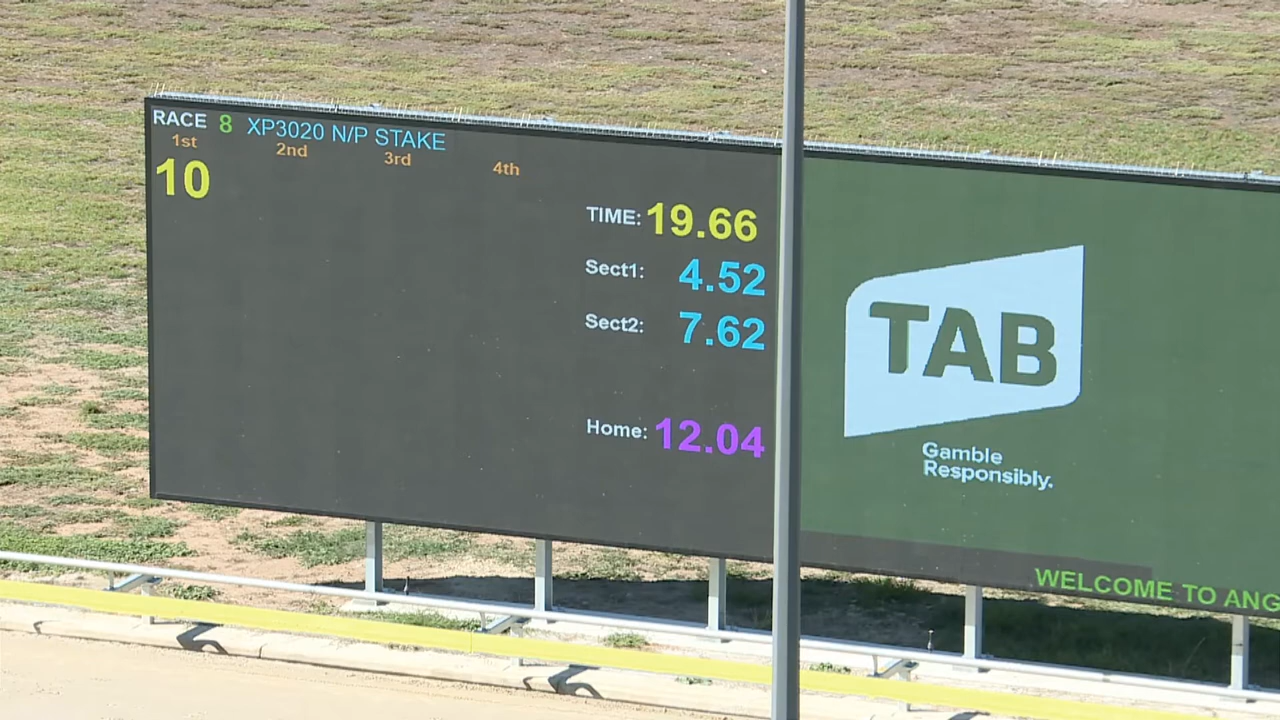 RACE 8 XP3020 N/P STAKE
1st 2nd 3rd 4th
10
TIME: 19.66
Sect1: 4.52
Sect2: 7.62
Home: 12.04
TAB
Gamble
Responsibly.
WELCOME TO ANG